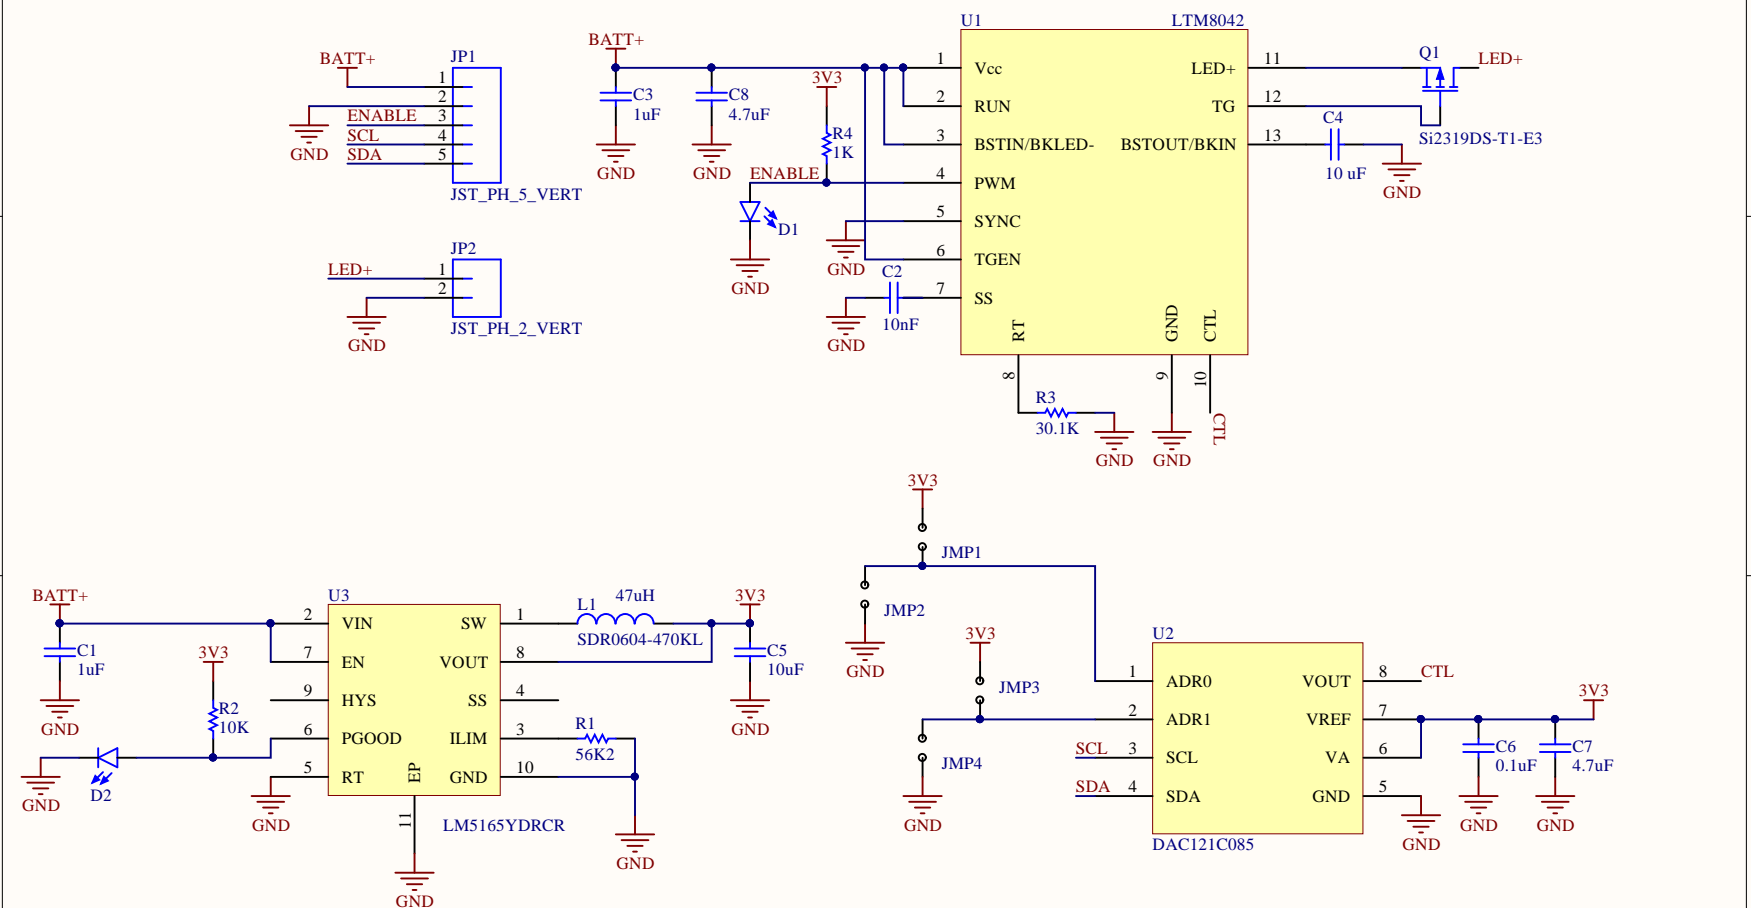 BATT+
JP1
1
2
ENABLE 3
SCL 4
SDA 5
GND
JST_PH_5_VERT
JP2
LED+ 1
2
GND
JST_PH_2_VERT
BATT+
C3
1uF
GND
C8
4.7uF
GND
3V3
R4
1K
ENABLE
D1
GND
GND
C2
10nF
GND
U1
LTM8042
1 Vcc
2 RUN
3 BSTIN/BKLED-
4 PWM
5 SYNC
6 TGEN
7 SS
LED+ 11
TG 12
BSTOUT/BKIN 13
RT
GND
CTL
8
9
10
R3
30.1K
GND
GND
CTL
Q1
LED+
Si2319DS-T1-E3
C4
10 uF
GND
BATT+
C1
1uF
GND
3V3
R2
10K
D2
GND
U3
2 VIN
7 EN
9 HYS
6 PGOOD
5 RT
GND
SW 1
VOUT 8
SS 4
ILIM 3
GND 10
EP
11
GND
LM5165YDRCR
L1
47uH
SDR0604-470KL
3V3
C5
10uF
GND
R1
56K2
GND
3V3
JMP1
JMP2
GND
3V3
JMP3
JMP4
GND
U2
1 ADR0
2 ADR1
SCL 3 SCL
SDA 4 SDA
VOUT 8 CTL
VREF 7
VA 6
GND 5
DAC121C085
GND
3V3
C6
0.1uF
GND
C7
4.7uF
GND